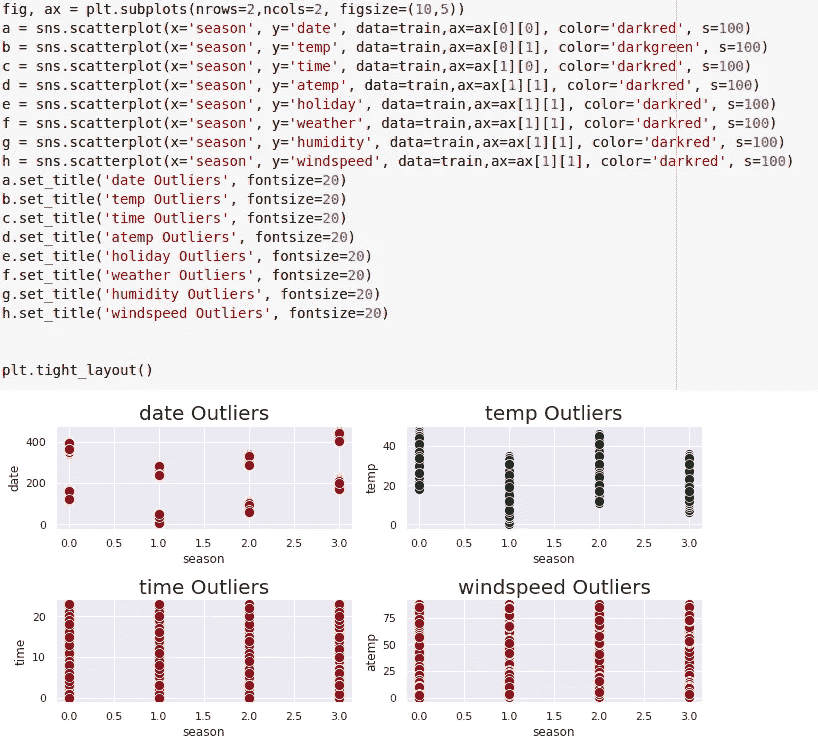 fig, ax = plt.subplots(nrows=2,ncols=2, figsize=(10,5))
a = sns.scatterplot(x='season', y='date', data=train,ax=ax[0][0], color='darkred', s=100)
b = sns.scatterplot(x='season', y='temp', data=train,ax=ax[0][1], color='darkgreen', s=100)
c = sns.scatterplot(x='season', y='time', data=train,ax=ax[1][0], color='darkred', s=100)
d = sns.scatterplot(x='season', y='atemp', data=train,ax=ax[1][1], color='darkred', s=100)
e = sns.scatterplot(x='season', y='holiday', data=train,ax=ax[1][1], color='darkred', s=100)
f = sns.scatterplot(x='season', y='weather', data=train,ax=ax[1][1], color='darkred', s=100)
g = sns.scatterplot(x='season', y='humidity', data=train,ax=ax[1][1], color='darkred', s=100)
h = sns.scatterplot(x='season', y='windspeed', data=train,ax=ax[1][1], color='darkred', s=100)
a.set_title('date Outliers', fontsize=20)
b.set_title('temp Outliers', fontsize=20)
c.set_title('time Outliers', fontsize=20)
d.set_title('atemp Outliers', fontsize=20)
e.set_title('holiday Outliers', fontsize=20)
f.set_title('weather Outliers', fontsize=20)
g.set_title('humidity Outliers', fontsize=20)
h.set_title('windspeed Outliers', fontsize=20)
plt.tight_layout()
date Outliers
400
200
0
date
0.0 0.5 1.0 1.5 2.0 2.5 3.0
season
temp Outliers
40
20
0
temp
0.0 0.5 1.0 1.5 2.0 2.5 3.0
season
time Outliers
20
10
0
time
0.0 0.5 1.0 1.5 2.0 2.5 3.0
season
windspeed Outliers
75
50
25
0
atemp
0.0 0.5 1.0 1.5 2.0 2.5 3.0
season